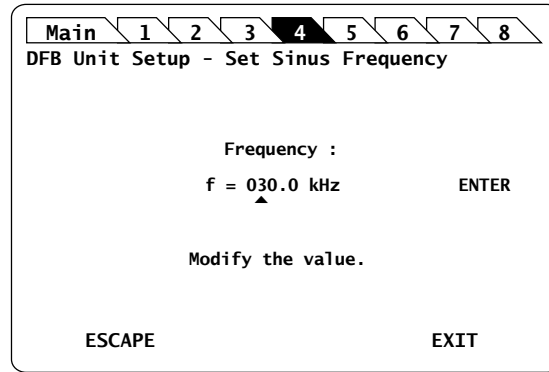 Main 1 2 3 4 5 6 7 8
DFB Unit Setup - Set Sinus Frequency
Frequency :
f = 030.0 kHz ENTER
Modify the value.
ESCAPE EXIT